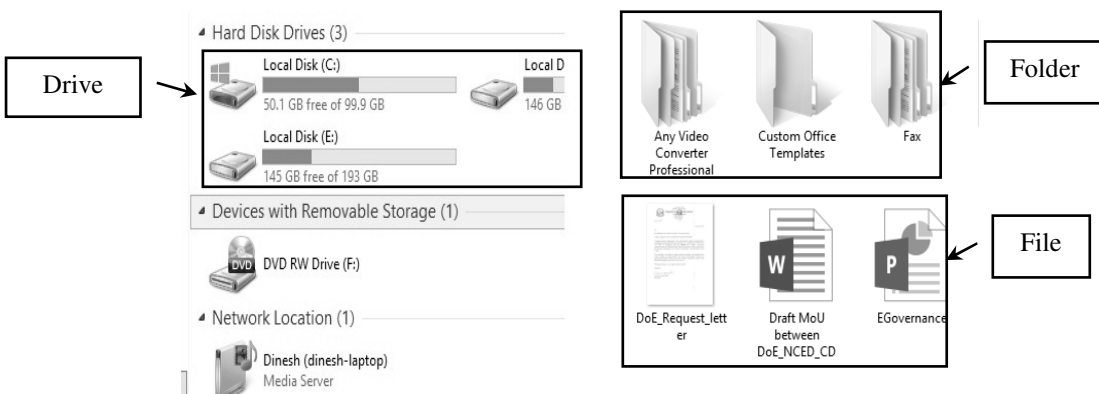 Drive
Hard Disk Drives (3)
Local Disk (C:)
50.1 GB free of 99.9 GB
Local D
146 GB
Local Disk (E:)
145 GB free of 193 GB
Devices with Removable Storage (1)
DVD
DVD RW Drive (F:)
Network Location (1)
Dinesh (dinesh-laptop)
Media Server
Any Video
Converter
Professional
Custom Office
Templates
Fax
Folder
W
P
DoE_Request_lett
er
Draft MoU
between
DoE_NCED_CD
EGovernance
File